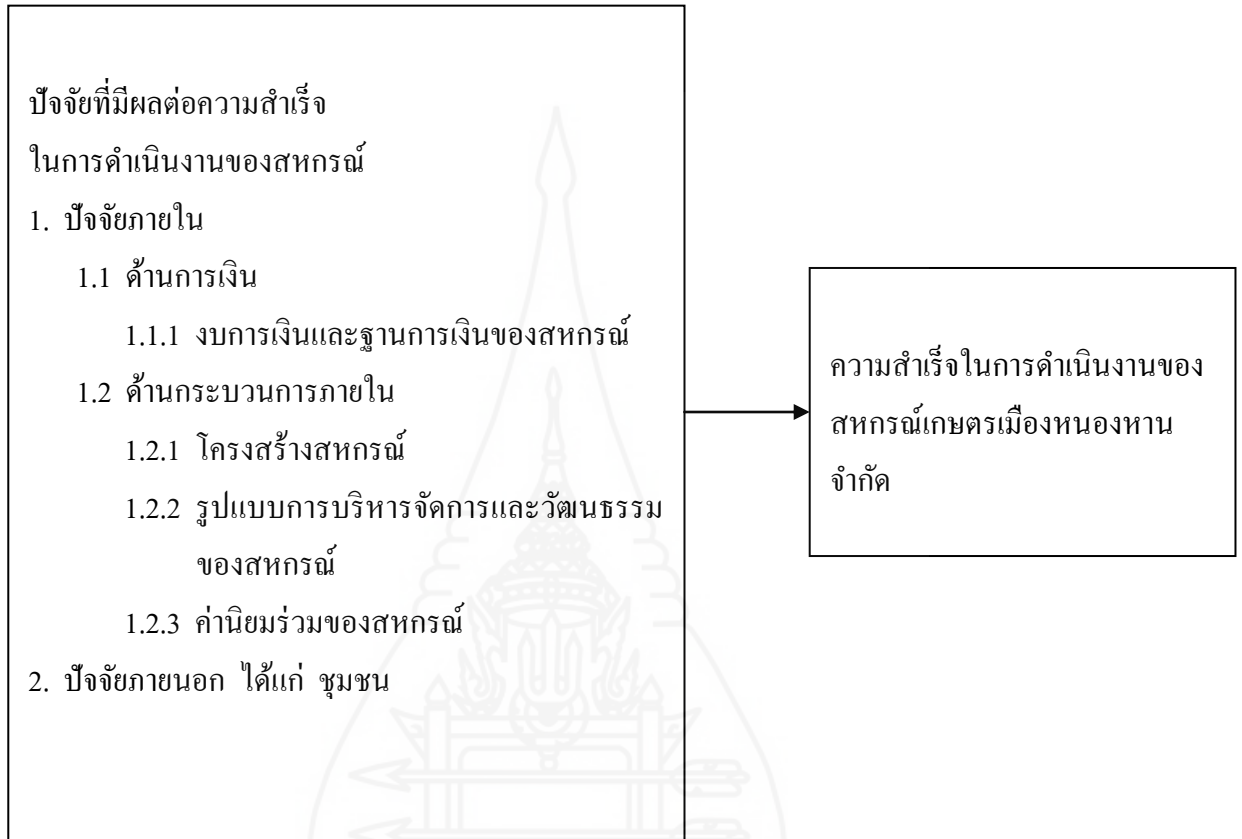 ปัจจัยที่มีผลต่อความสำเร็จ
ในการดำเนินงานของสหกรณ์
1. ปัจจัยภายใน
1.1 ด้านการเงิน
1.1.1 งบการเงินและฐานการเงินของสหกรณ์
1.2 ด้านกระบวนการภายใน
1.2.1 โครงสร้างสหกรณ์
1.2.2 รูปแบบการบริหารจัดการและวัฒนธรรม
ของสหกรณ์
1.2.3 ค่านิยมร่วมของสหกรณ์
2. ปัจจัยภายนอก ได้แก่ ชุมชน
ความสำเร็จในการดำเนินงานของ
สหกรณ์เกษตรเมืองหนองหาน
จำกัด